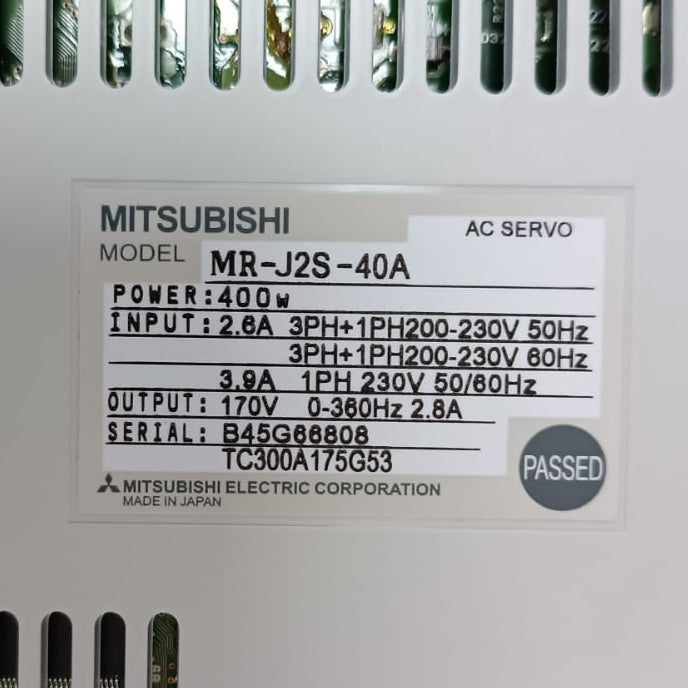 MITSUBISHI
AC SERVO
MODEL MR-J2S-40A
POWER:400w
INPUT:2.6A 3PH+1PH200-230V 50Hz
3PH+1PH200-230V 60Hz
3.9A 1PH 230V 50/60Hz
OUTPUT: 170V 0-360Hz 2.8A
SERIAL: B45G66808
TC300A175G53
PASSED
MITSUBISHI ELECTRIC CORPORATION
MADE IN JAPAN